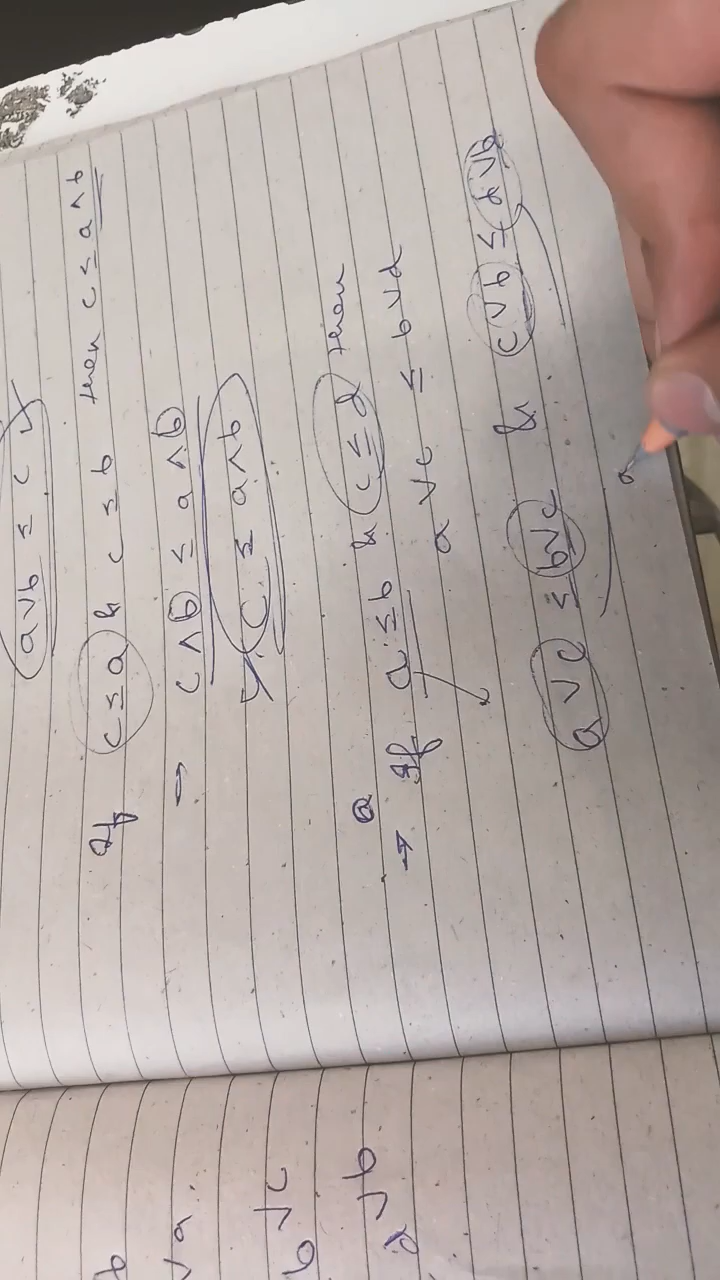 a∨b ≤ c
If c ≤ a & c ≤ b then c ≤ a ∧ b
→ c ∧ b ≤ a ∧ b
c ≤ a ∧ b
Q
→ If a ≤ b & c ≤ d then
a ∨ c ≤ b ∨ d
a ∨ c ≤ b ∨ c & c ∨ b ≤ d ∨ b
a
b
∨ a.
b ∨ c
a ∨ b